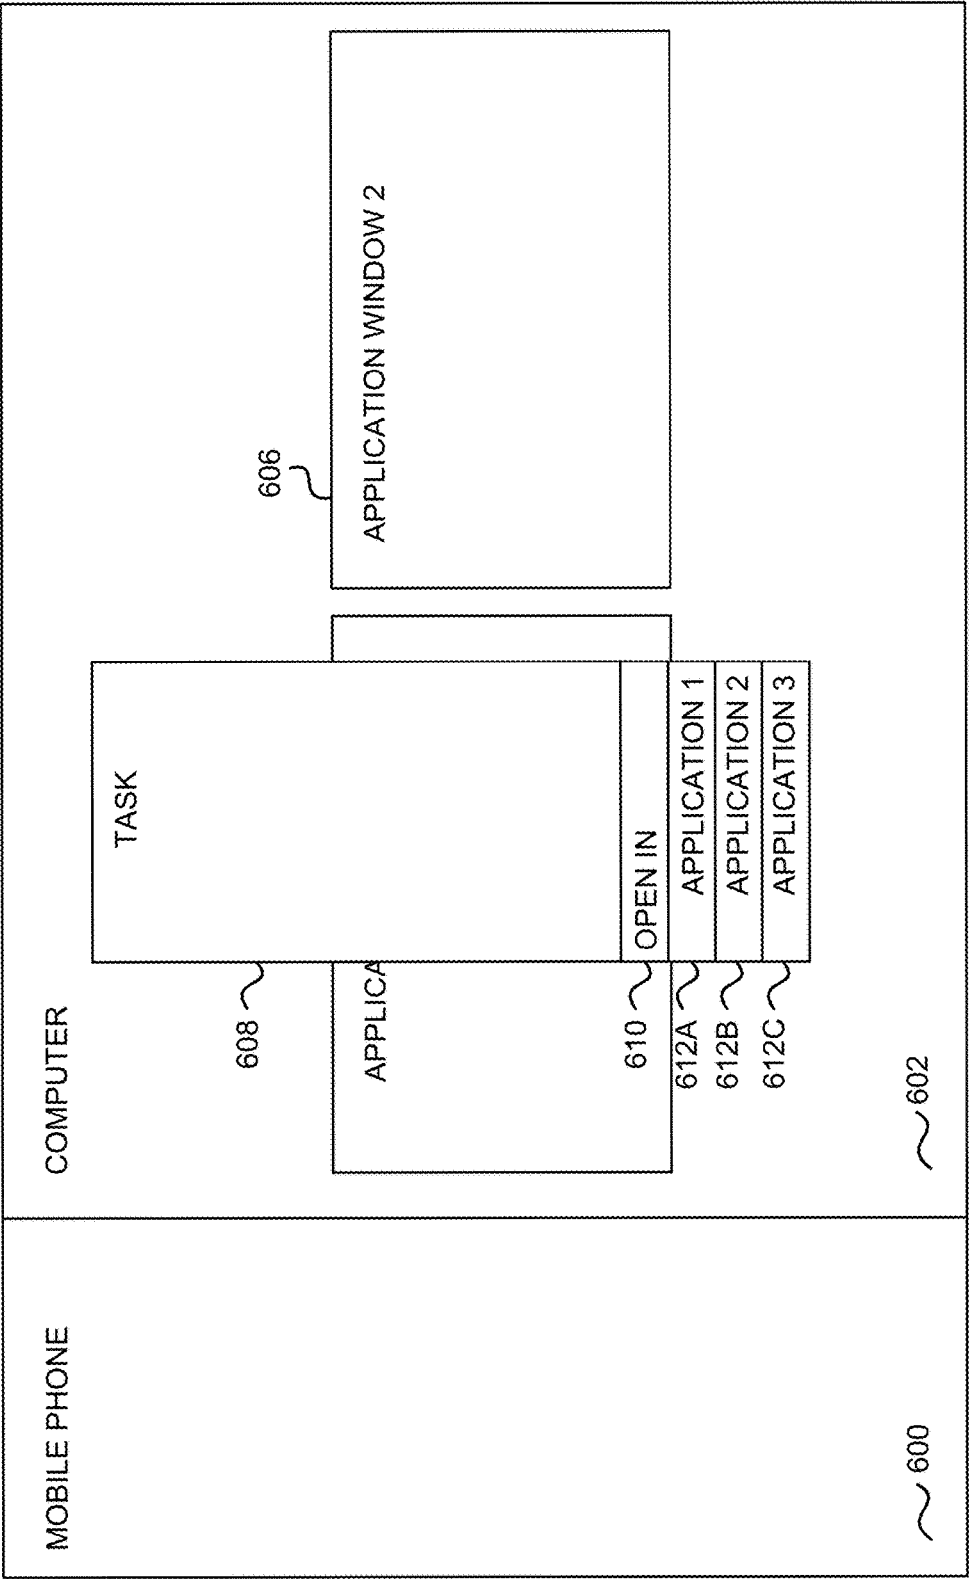 MOBILE PHONE
COMPUTER
TASK
608
606
APPLICA
APPLICATION WINDOW 2
610
OPEN IN
612A
APPLICATION 1
612B
APPLICATION 2
612C
APPLICATION 3
600
602